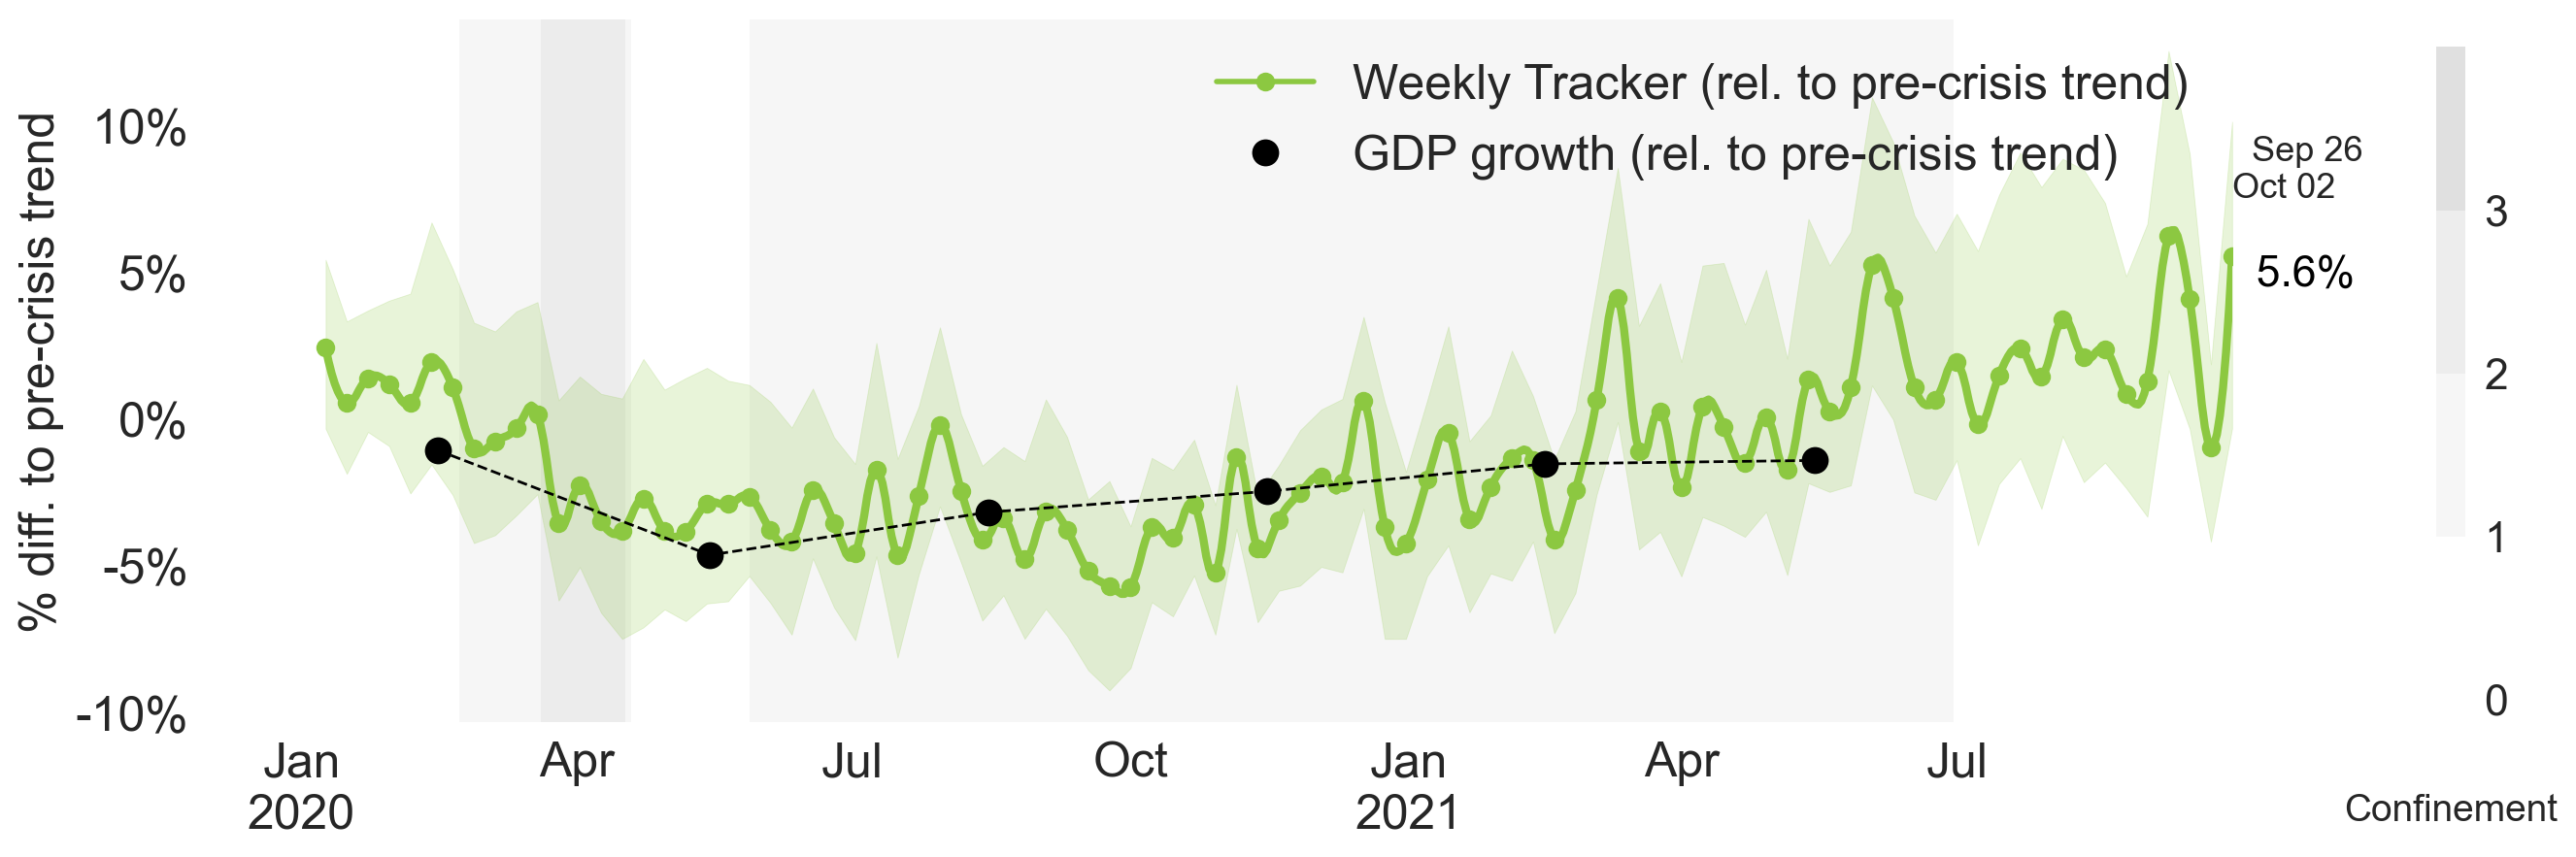 Weekly Tracker (rel. to pre-crisis trend)
GDP growth (rel. to pre-crisis trend)
% diff. to pre-crisis trend
10%
5%
0%
-5%
-10%
Sep 26
Oct 02
5.6%
3
2
1
0
Jan
2020
Apr
Jul
Oct
Jan
2021
Apr
Jul
Confinement